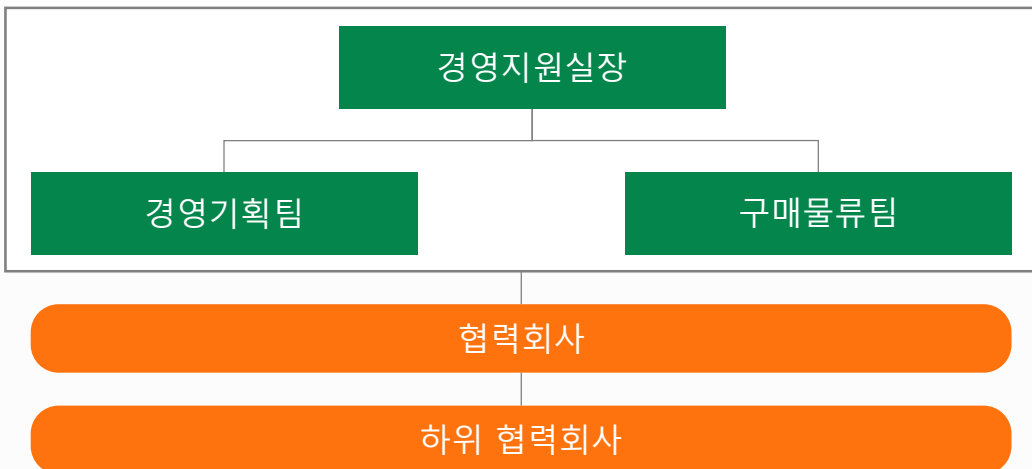 경영지원실장
경영기획팀
구매물류팀
협력회사
하위 협력회사